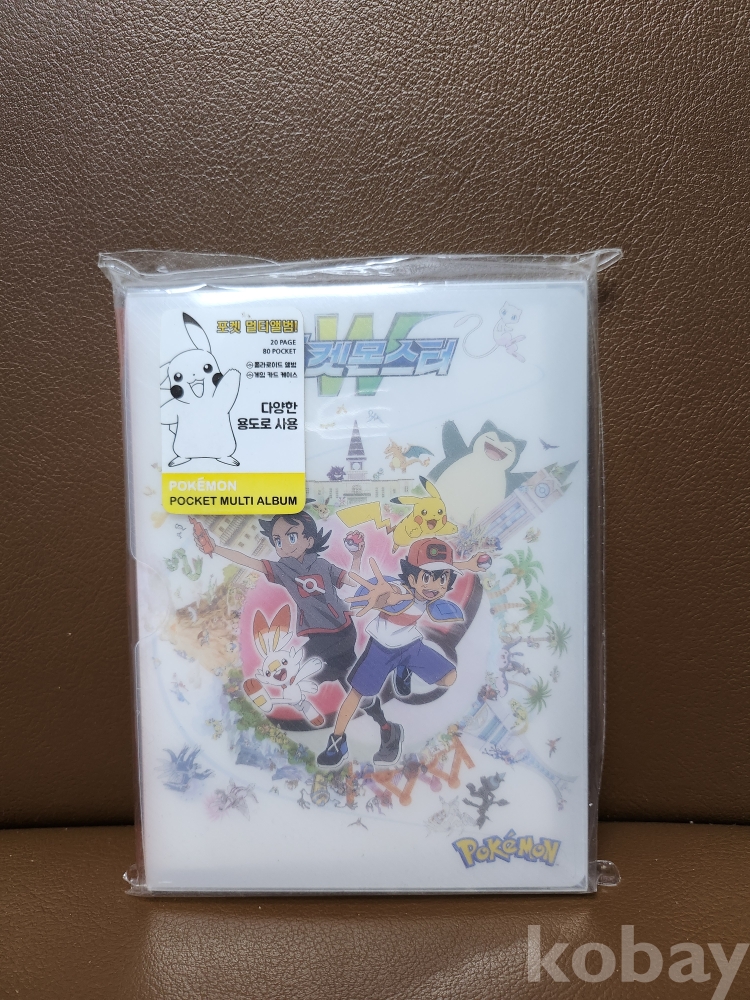 포켓 멀티앨범!
20 PAGE
80 POCKET
폴라로이드 앨범
게임 카드 케이스
다양한
용도로 사용
POKÉMON
POCKET MULTI ALBUM
W
켓몬스터
POKéMON
kobay